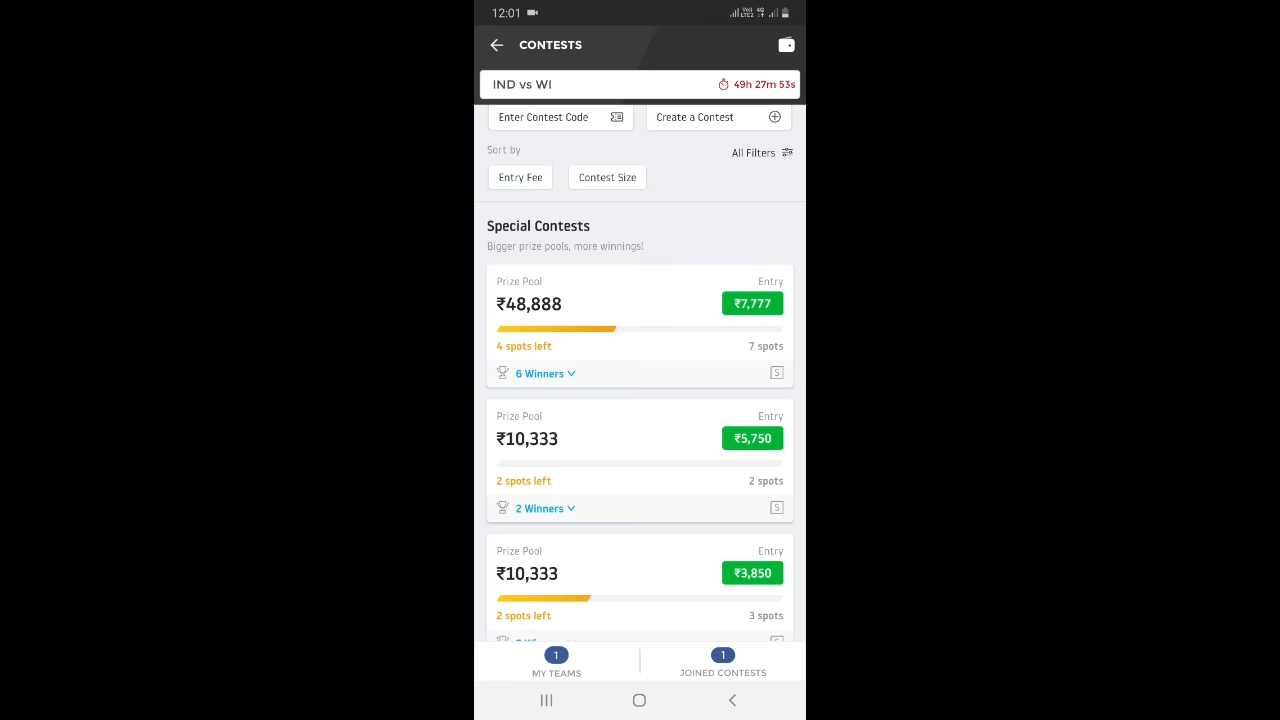 12:01
CONTESTS
IND vs WI 49h 27m 53s
Enter Contest Code Create a Contest
Sort by All Filters
Entry Fee Contest Size
Special Contests
Bigger prize pools, more winnings!
Prize Pool Entry
₹48,888 ₹7,777
4 spots left 7 spots
6 Winners S
Prize Pool Entry
₹10,333 ₹5,750
2 spots left 2 spots
2 Winners S
Prize Pool Entry
₹10,333 ₹3,850
2 spots left 3 spots
1 1
MY TEAMS JOINED CONTESTS